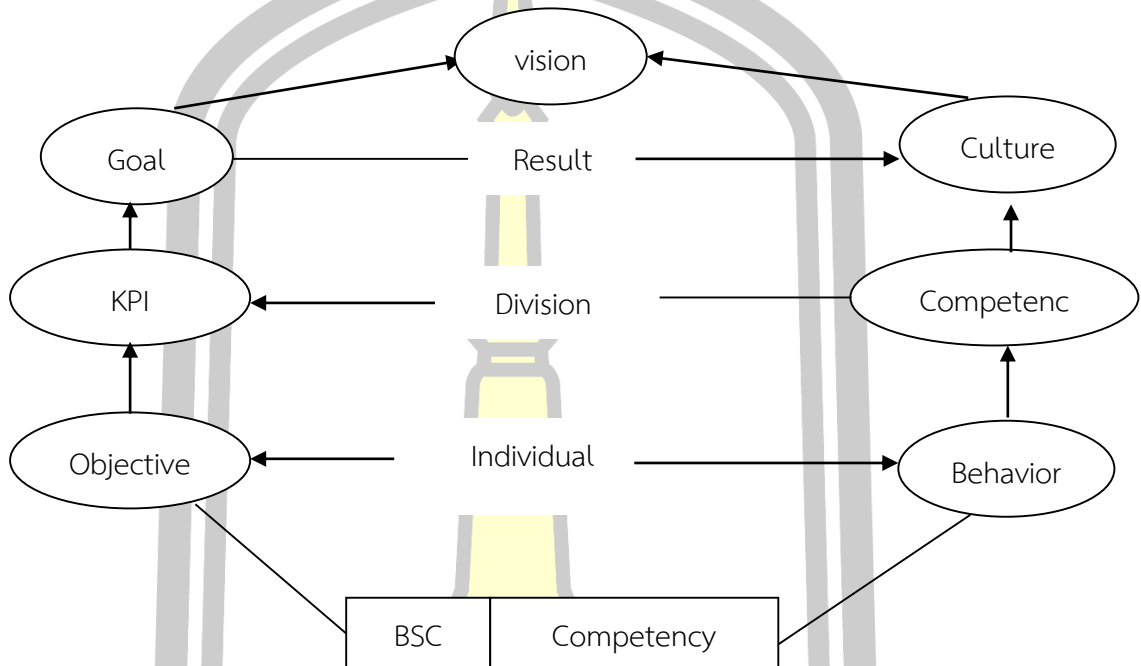 vision
Goal
Result
Culture
KPI
Division
Competenc
Objective
Individual
Behavior
BSC
Competency